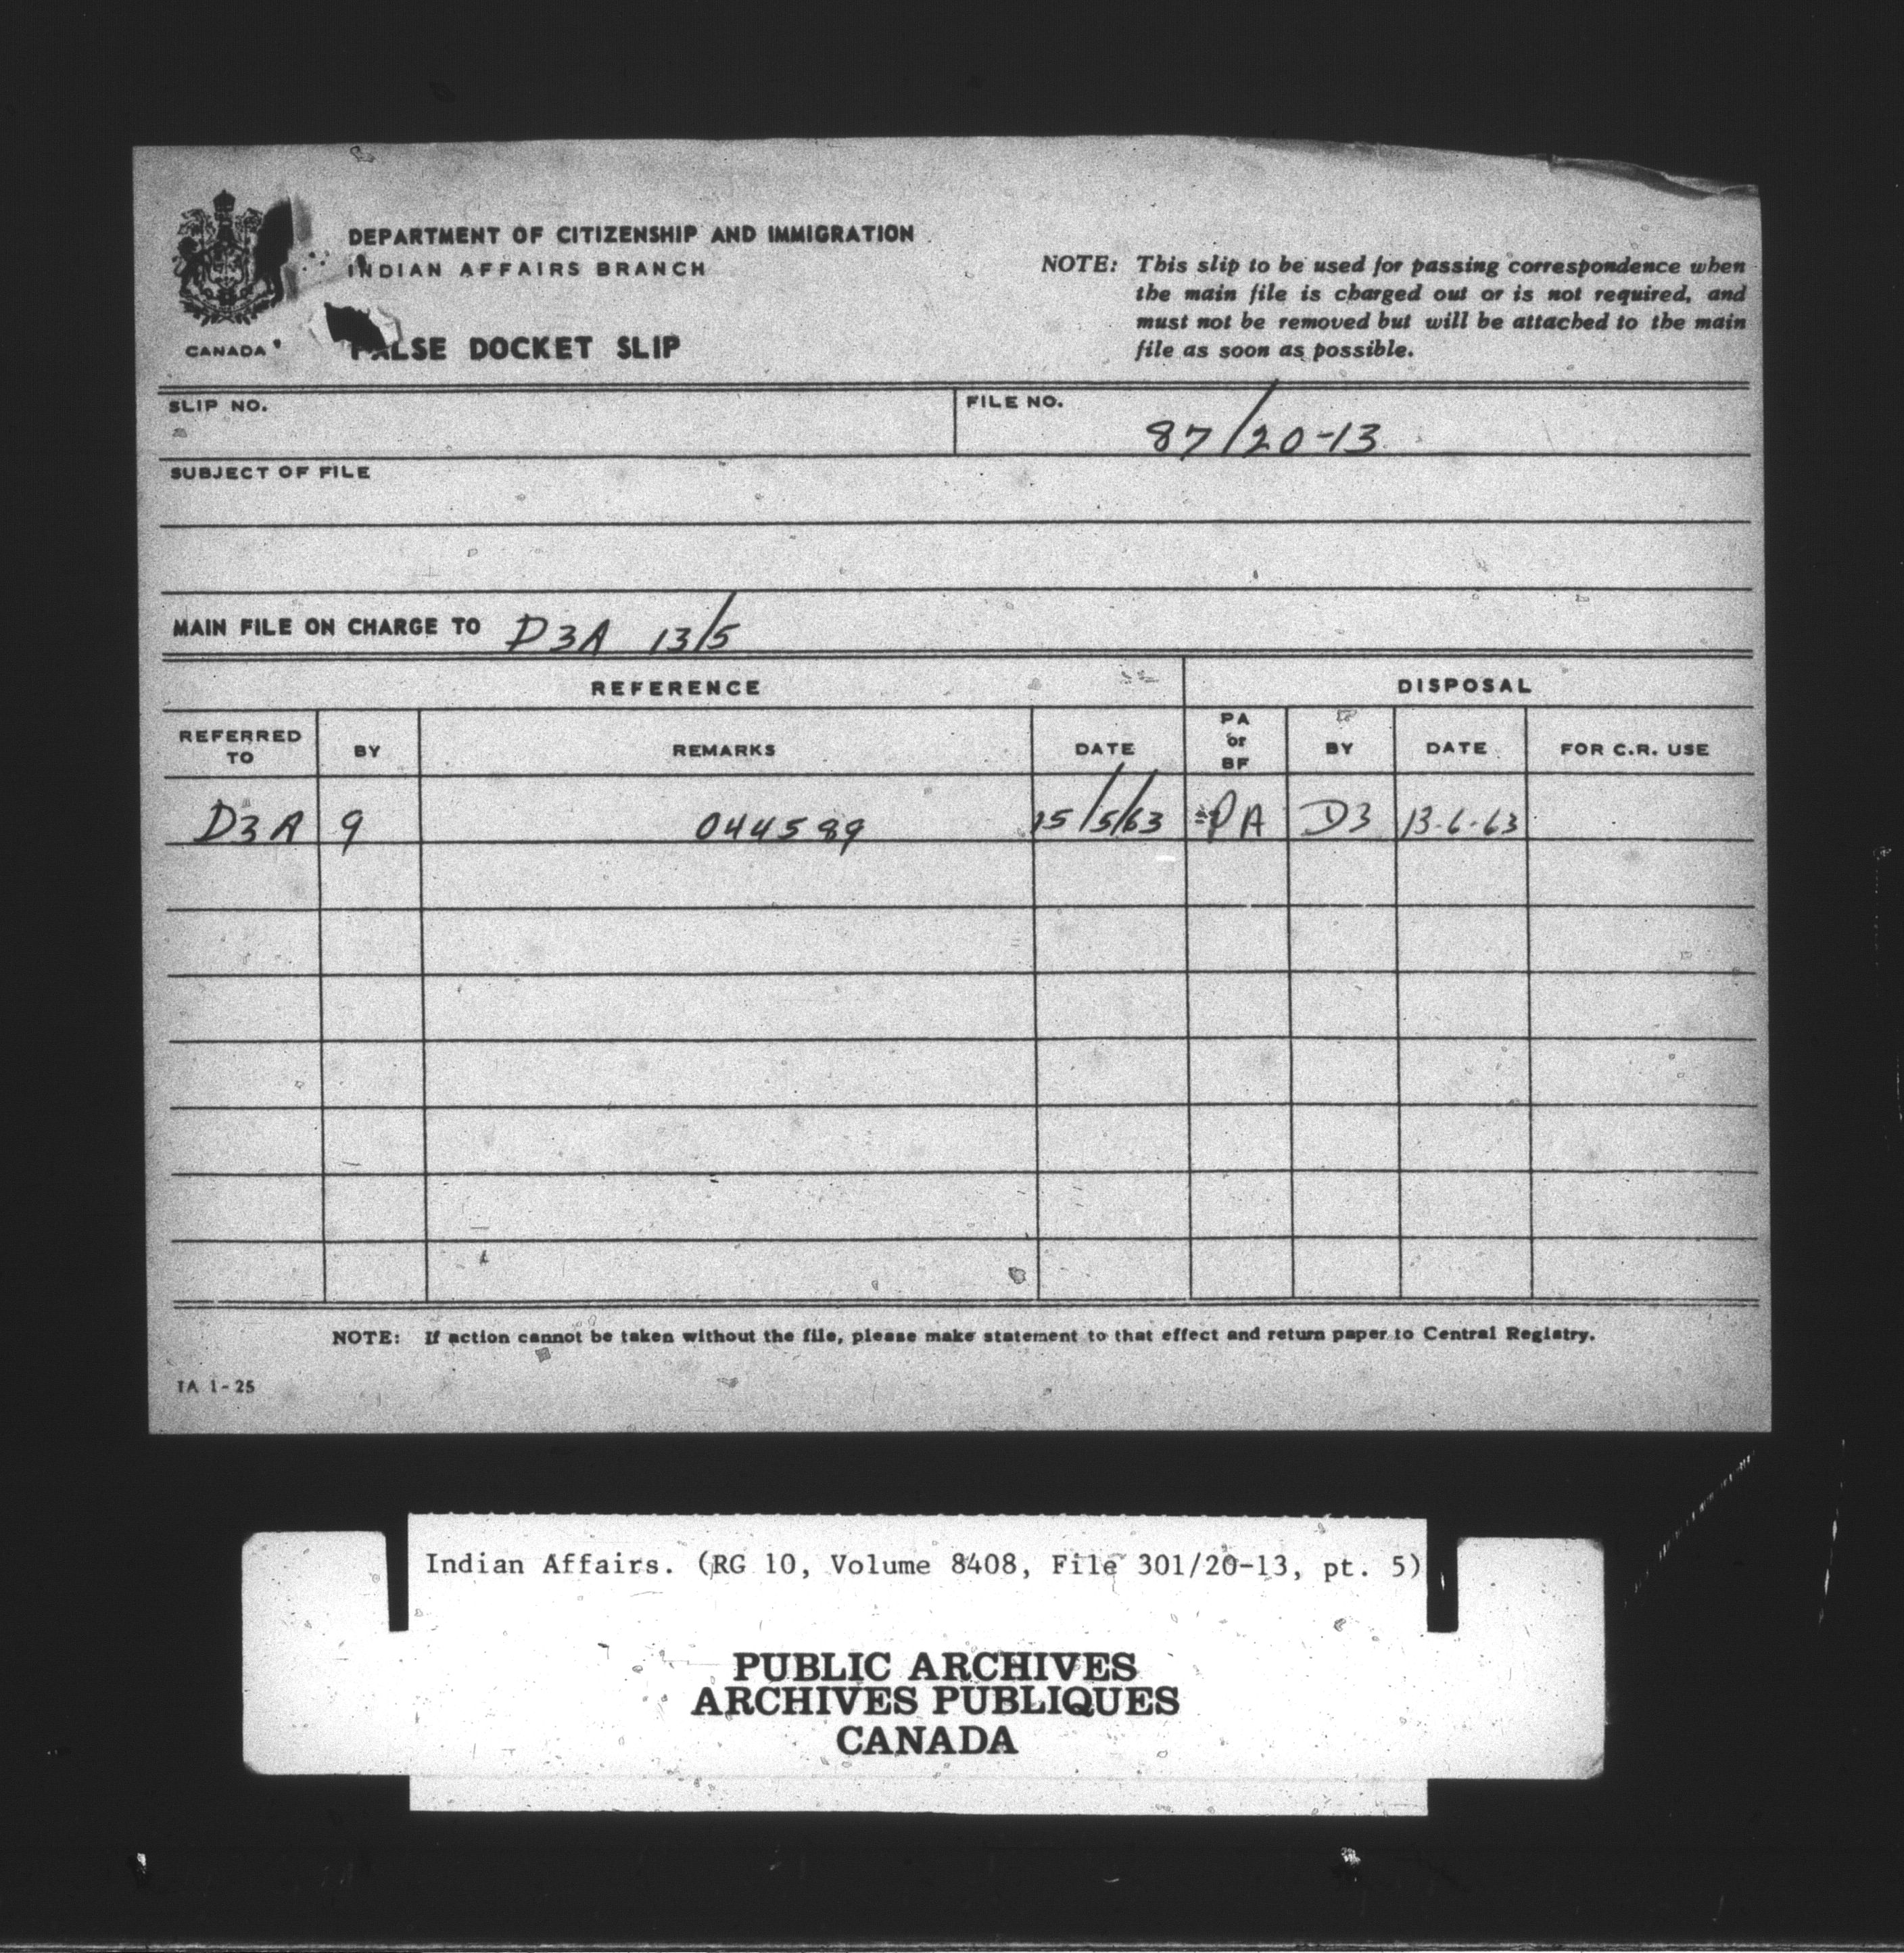 DEPARTMENT OF CITIZENSHIP AND IMMIGRATION
INDIAN AFFAIRS BRANCH
CANADA
FALSE DOCKET SLIP
NOTE: This slip to be used for passing correspondence when
the main file is charged out or is not required, and
must not be removed but will be attached to the main
file as soon as possible.
SLIP NO.
FILE NO.
87/20-13
SUBJECT OF FILE
MAIN FILE ON CHARGE TO D3A 13/5
REFERENCE DISPOSAL
REFERRED TO BY REMARKS DATE PA or BF BY DATE FOR C.R. USE
D3A 9 044589 15/5/63 PA D3 13-6-63
NOTE: If action cannot be taken without the file, please make statement to that effect and return paper to Central Registry.
IA 1-25
Indian Affairs. (RG 10, Volume 8408, File 301/20-13, pt. 5)
PUBLIC ARCHIVES
ARCHIVES PUBLIQUES
CANADA